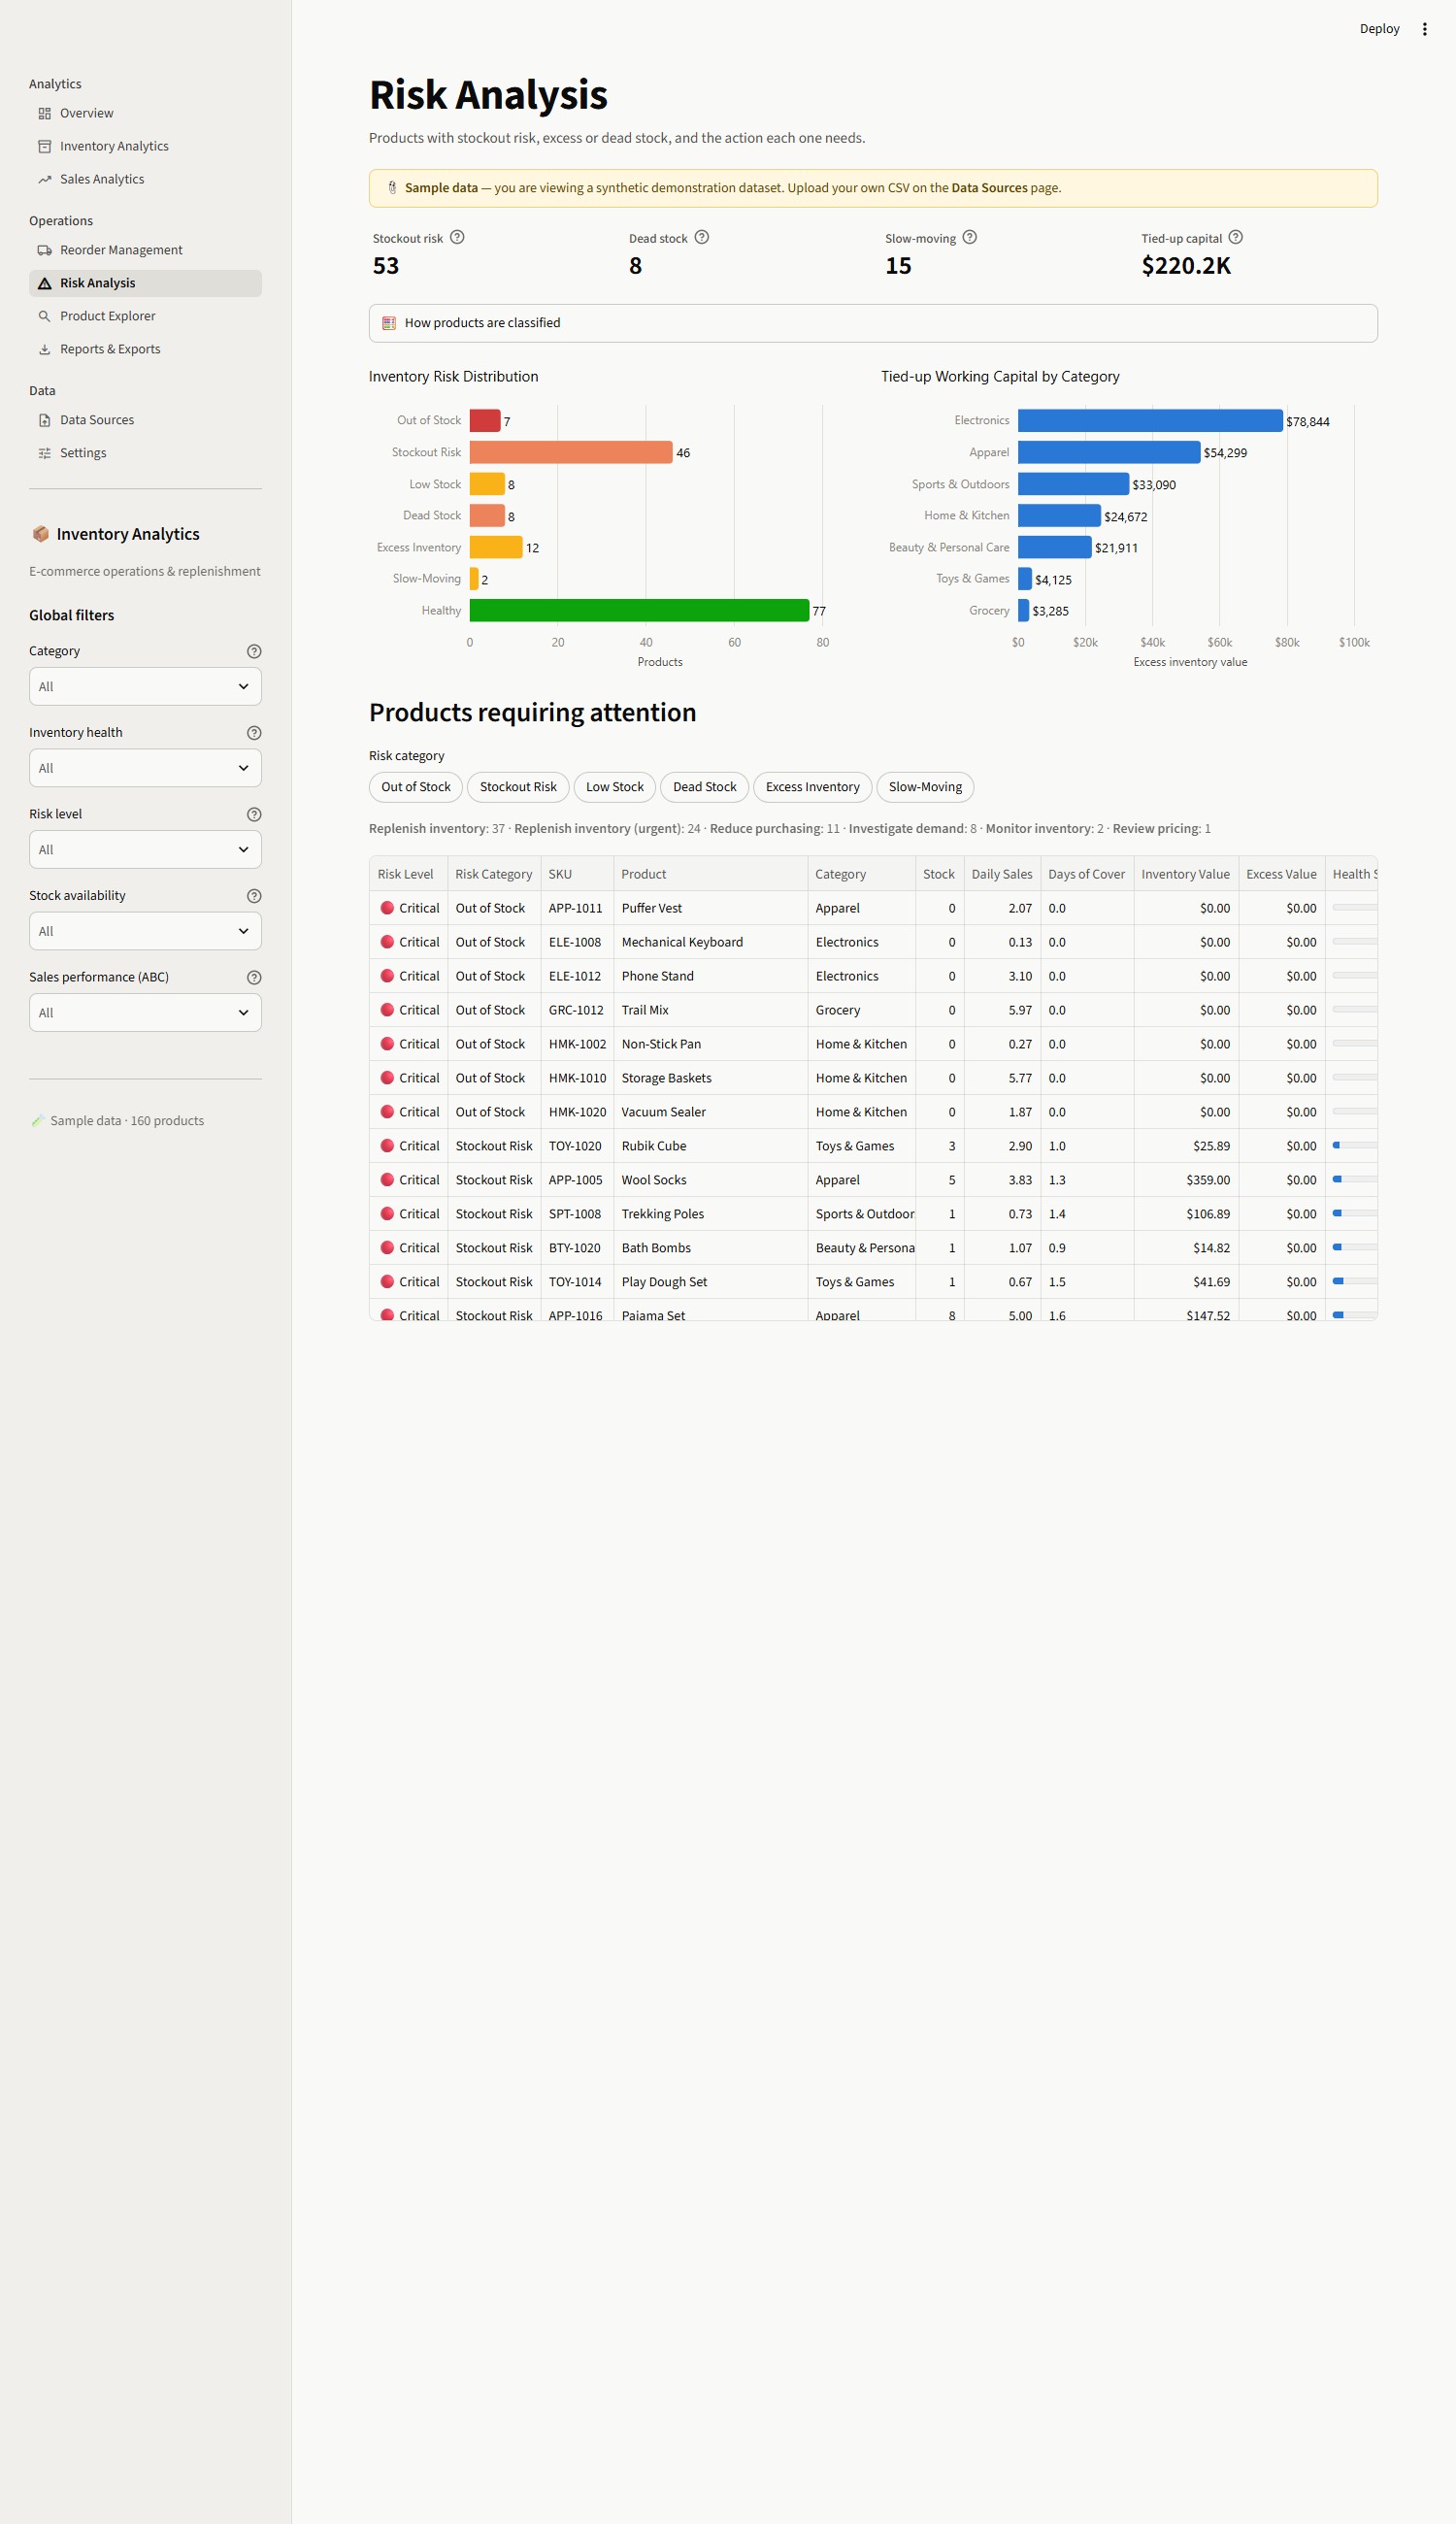 Deploy
Analytics
Overview
Inventory Analytics
Sales Analytics
Operations
Reorder Management
Risk Analysis
Product Explorer
Reports & Exports
Data
Data Sources
Settings
Inventory Analytics
E-commerce operations & replenishment
Global filters
Category
All
Inventory health
All
Risk level
All
Stock availability
All
Sales performance (ABC)
All
Sample data · 160 products
Risk Analysis
Products with stockout risk, excess or dead stock, and the action each one needs.
Sample data — you are viewing a synthetic demonstration dataset. Upload your own CSV on the Data Sources page.
Stockout risk Dead stock Slow-moving Tied-up capital
53 8 15 $220.2K
How products are classified
Inventory Risk Distribution
Out of Stock 7
Stockout Risk 46
Low Stock 8
Dead Stock 8
Excess Inventory 12
Slow-Moving 2
Healthy 77
0 20 40 60 80
Products
Tied-up Working Capital by Category
Electronics $78,844
Apparel $54,299
Sports & Outdoors $33,090
Home & Kitchen $24,672
Beauty & Personal Care $21,911
Toys & Games $4,125
Grocery $3,285
$0 $20k $40k $60k $80k $100k
Excess inventory value
Products requiring attention
Risk category
Out of Stock Stockout Risk Low Stock Dead Stock Excess Inventory Slow-Moving
Replenish inventory: 37 · Replenish inventory (urgent): 24 · Reduce purchasing: 11 · Investigate demand: 8 · Monitor inventory: 2 · Review pricing: 1
Risk Level Risk Category SKU Product Category Stock Daily Sales Days of Cover Inventory Value Excess Value Health S
Critical Out of Stock APP-1011 Puffer Vest Apparel 0 2.07 0.0 $0.00 $0.00
Critical Out of Stock ELE-1008 Mechanical Keyboard Electronics 0 0.13 0.0 $0.00 $0.00
Critical Out of Stock ELE-1012 Phone Stand Electronics 0 3.10 0.0 $0.00 $0.00
Critical Out of Stock GRC-1012 Trail Mix Grocery 0 5.97 0.0 $0.00 $0.00
Critical Out of Stock HMK-1002 Non-Stick Pan Home & Kitchen 0 0.27 0.0 $0.00 $0.00
Critical Out of Stock HMK-1010 Storage Baskets Home & Kitchen 0 5.77 0.0 $0.00 $0.00
Critical Out of Stock HMK-1020 Vacuum Sealer Home & Kitchen 0 1.87 0.0 $0.00 $0.00
Critical Stockout Risk TOY-1020 Rubik Cube Toys & Games 3 2.90 1.0 $25.89 $0.00
Critical Stockout Risk APP-1005 Wool Socks Apparel 5 3.83 1.3 $359.00 $0.00
Critical Stockout Risk SPT-1008 Trekking Poles Sports & Outdoor 1 0.73 1.4 $106.89 $0.00
Critical Stockout Risk BTY-1020 Bath Bombs Beauty & Persona 1 1.07 0.9 $14.82 $0.00
Critical Stockout Risk TOY-1014 Play Dough Set Toys & Games 1 0.67 1.5 $41.69 $0.00
Critical Stockout Risk APP-1016 Pajama Set Apparel 8 5.00 1.6 $147.52 $0.00